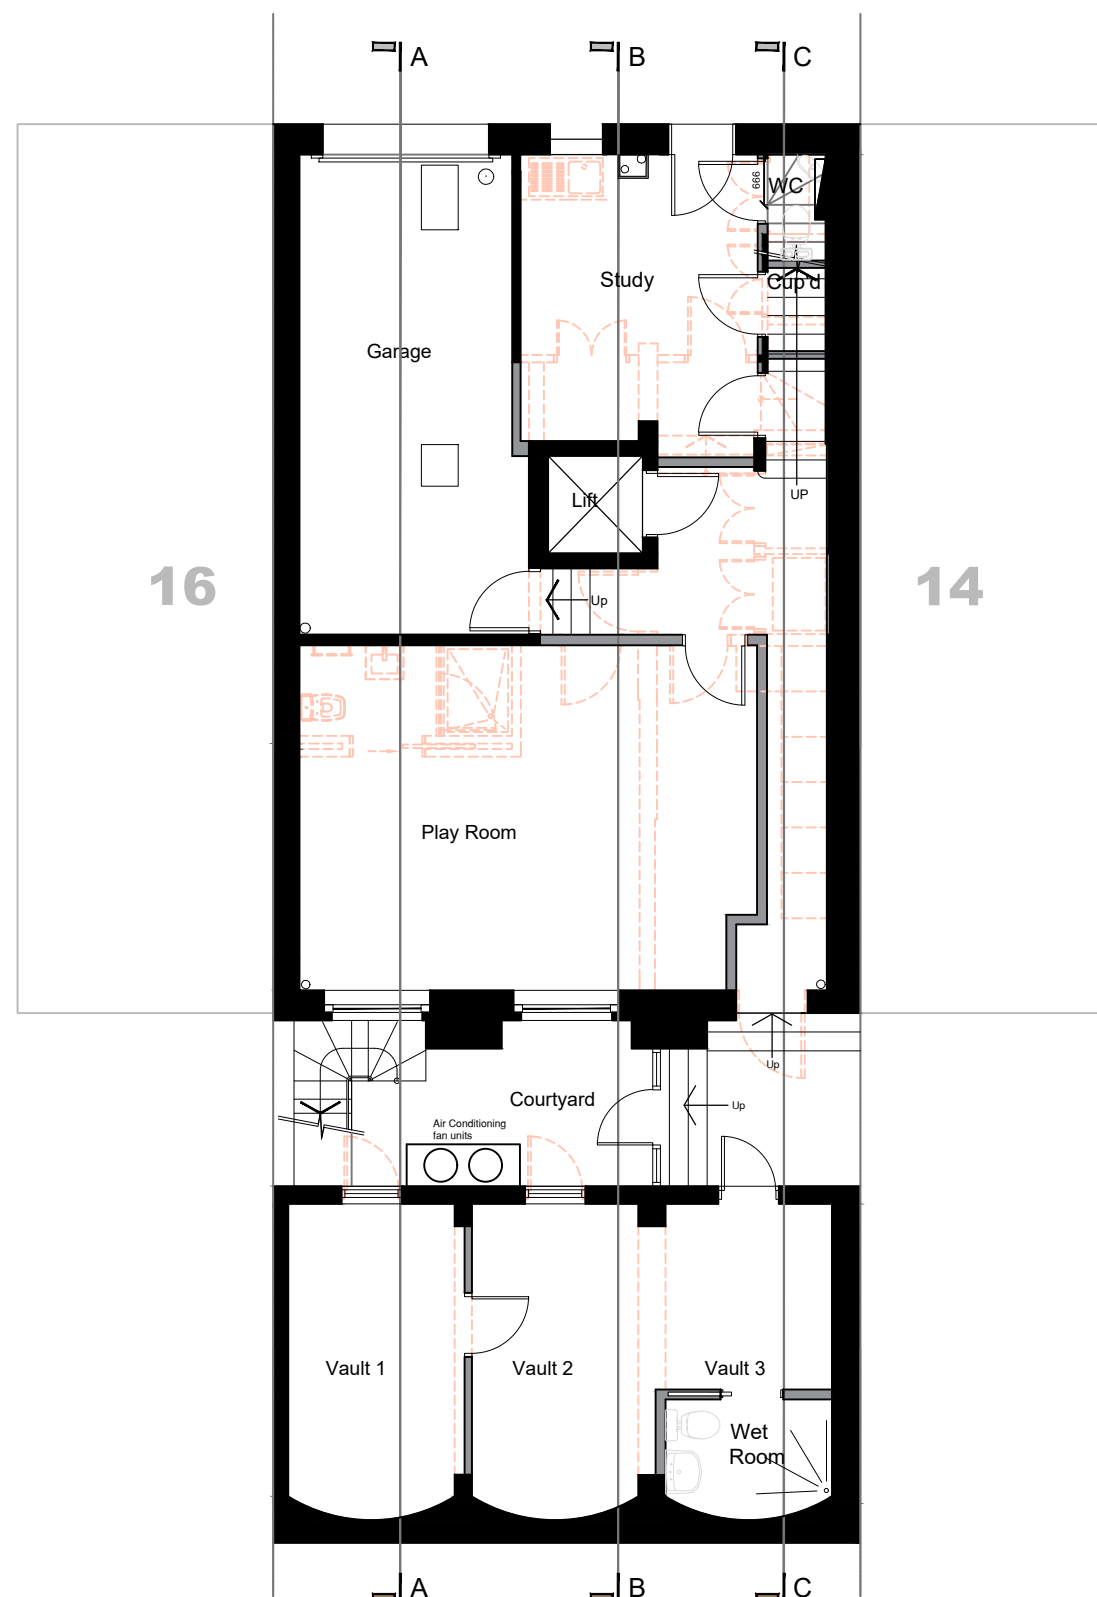 A
B
C
WC
999
Study
Cup'd
Garage
Lift
UP
16
14
Up
Play Room
Up
Courtyard
Up
Air Conditioning
fan units
Vault 1
Vault 2
Vault 3
Wet
Room
A
B
C